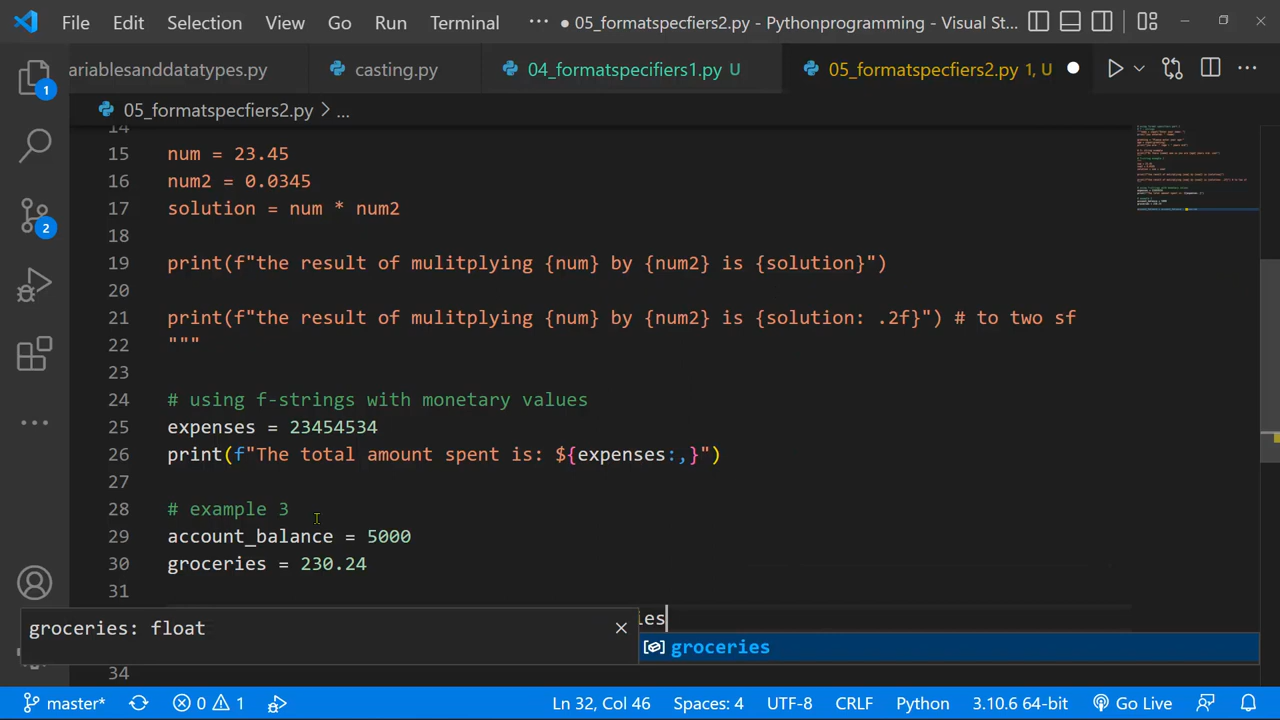 File Edit Selection View Go Run Terminal ··· ● 05_formatspecfiers2.py - Pythonprogramming - Visual St...
ariablesanddatatypes.py casting.py 04_formatspecifiers1.py U 05_formatspecfiers2.py 1, U
05_formatspecfiers2.py > ...
14
15 num = 23.45
16 num2 = 0.0345
17 solution = num * num2
18
19 print(f"the result of mulitplying {num} by {num2} is {solution}")
20
21 print(f"the result of mulitplying {num} by {num2} is {solution: .2f}") # to two sf
22 """
23
24 # using f-strings with monetary values
25 expenses = 23454534
26 print(f"The total amount spent is: ${expenses:,}")
27
28 # example 3
29 account_balance = 5000
30 groceries = 230.24
31
ies
groceries: float
groceries
34
1
2
master* 0 1 Ln 32, Col 46 Spaces: 4 UTF-8 CRLF Python 3.10.6 64-bit Go Live